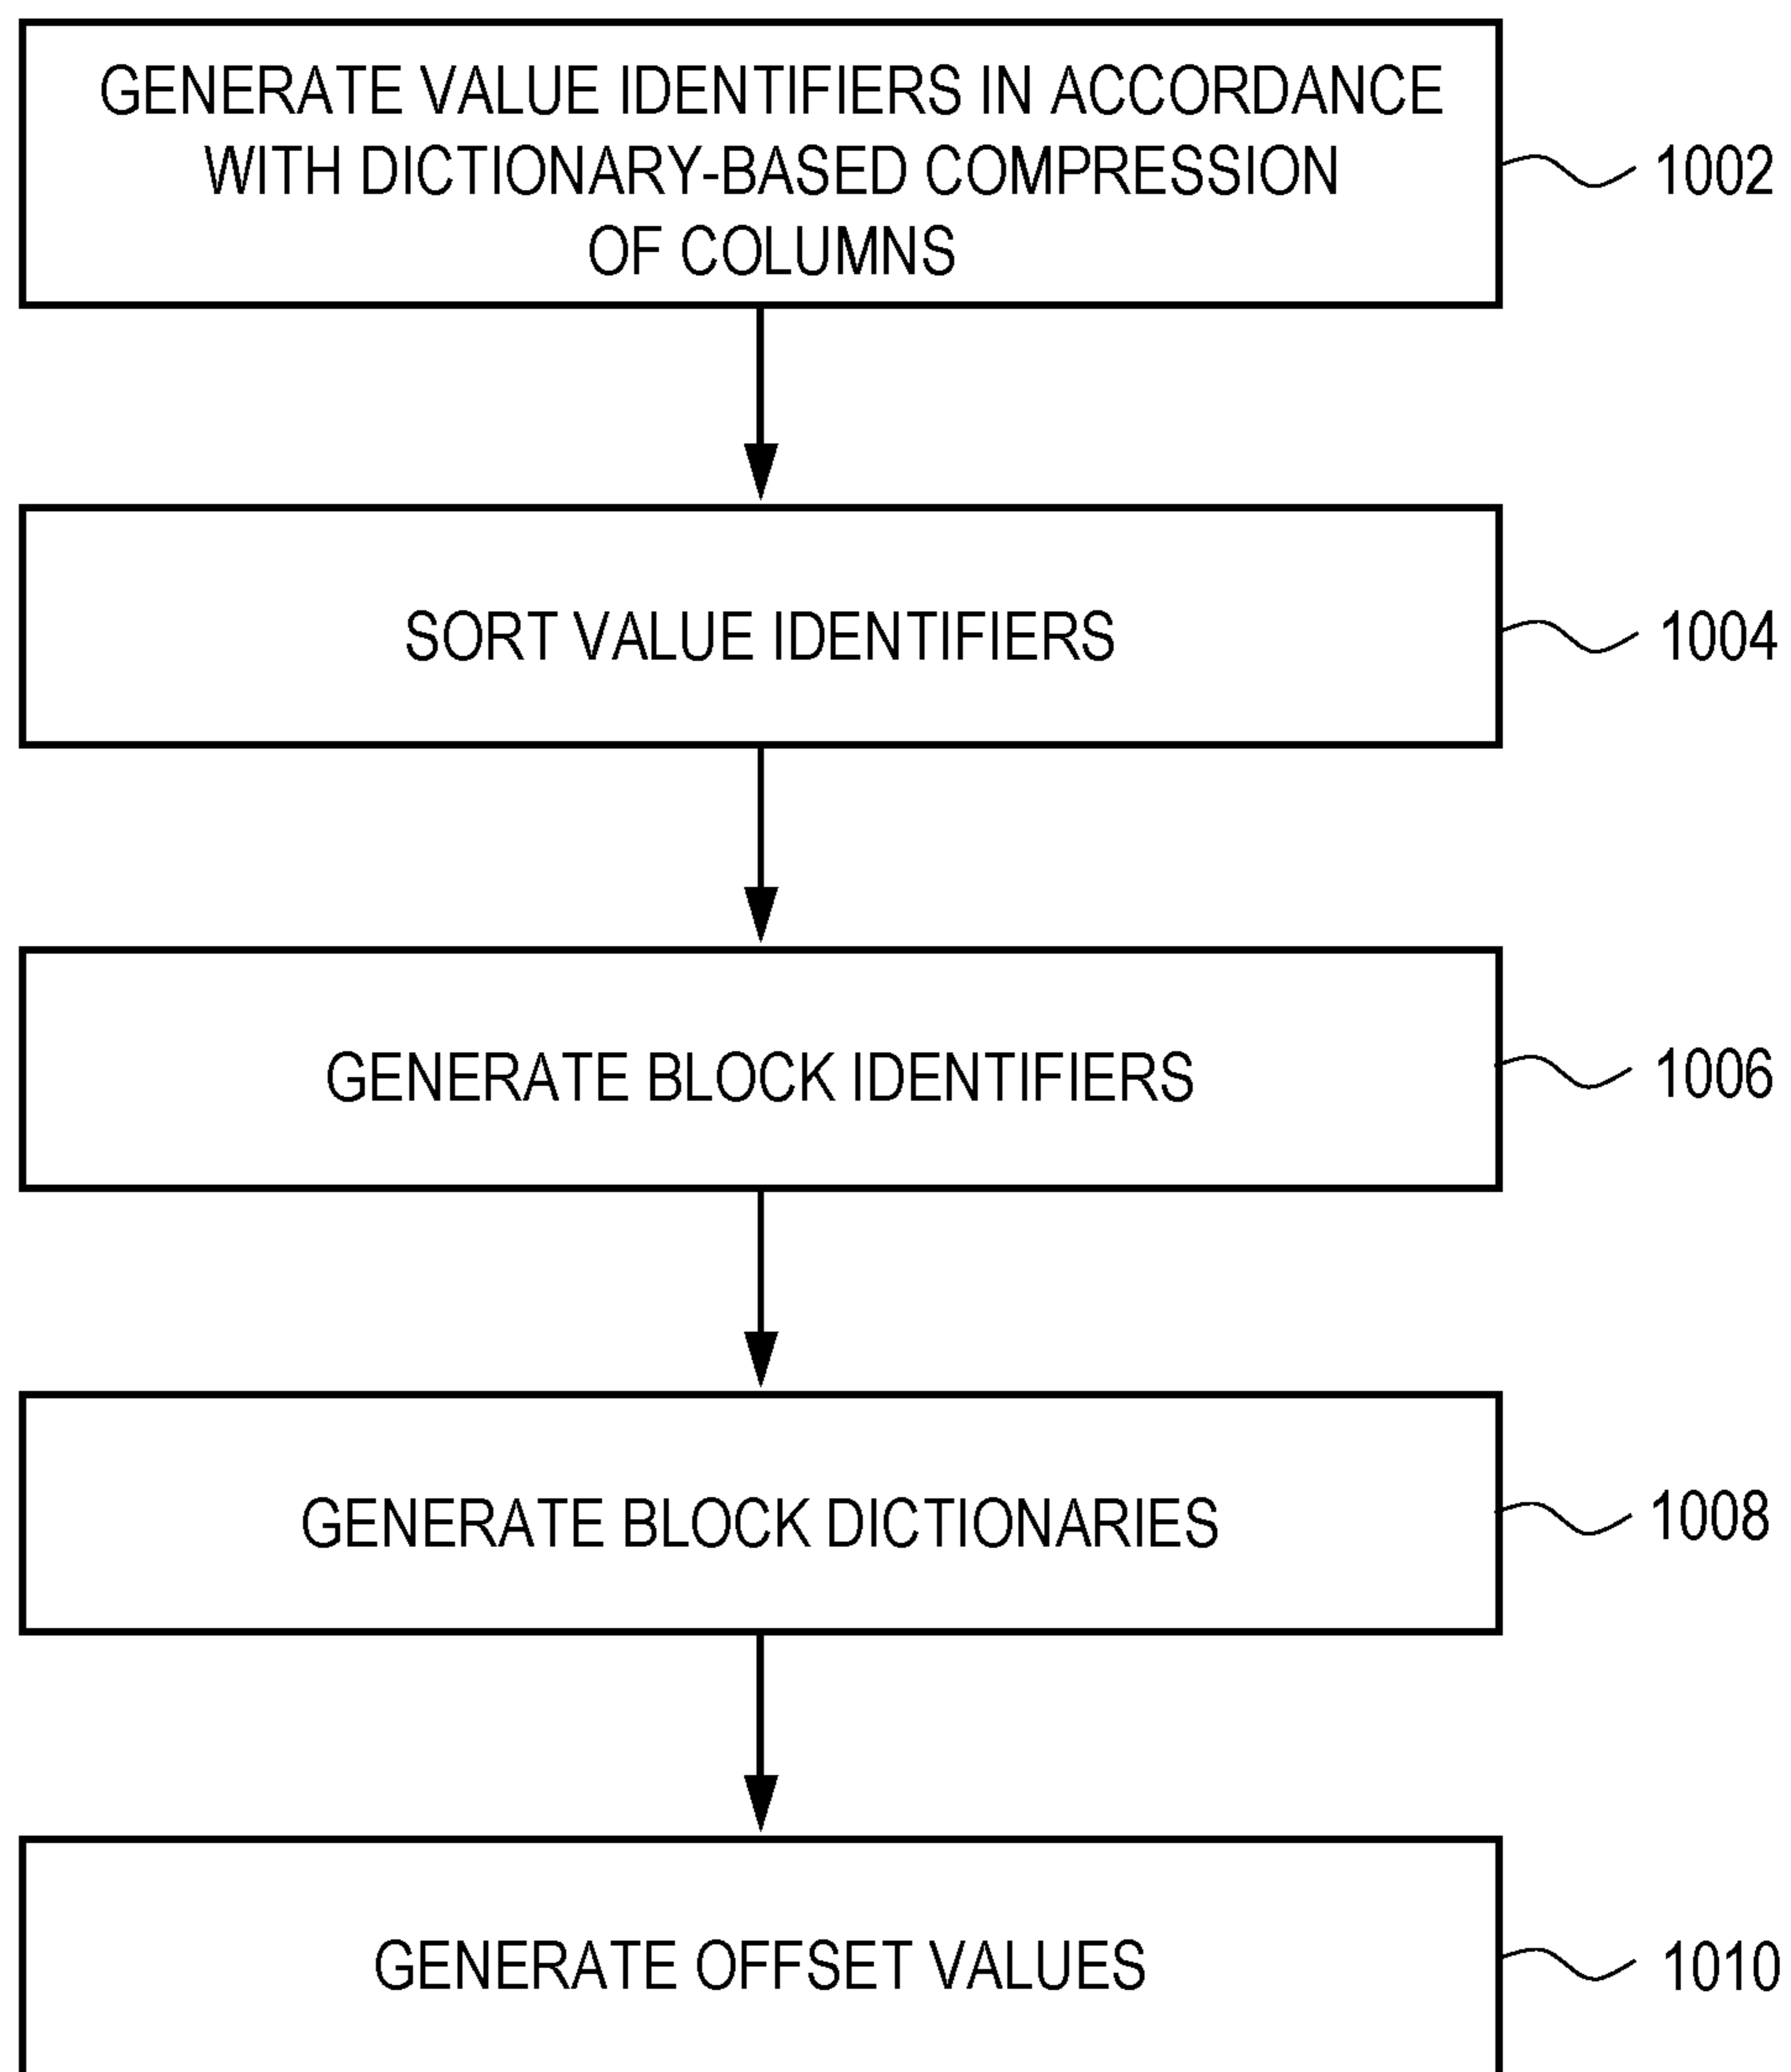 GENERATE VALUE IDENTIFIERS IN ACCORDANCE
WITH DICTIONARY-BASED COMPRESSION
OF COLUMNS
1002
SORT VALUE IDENTIFIERS
1004
GENERATE BLOCK IDENTIFIERS
1006
GENERATE BLOCK DICTIONARIES
1008
GENERATE OFFSET VALUES
1010